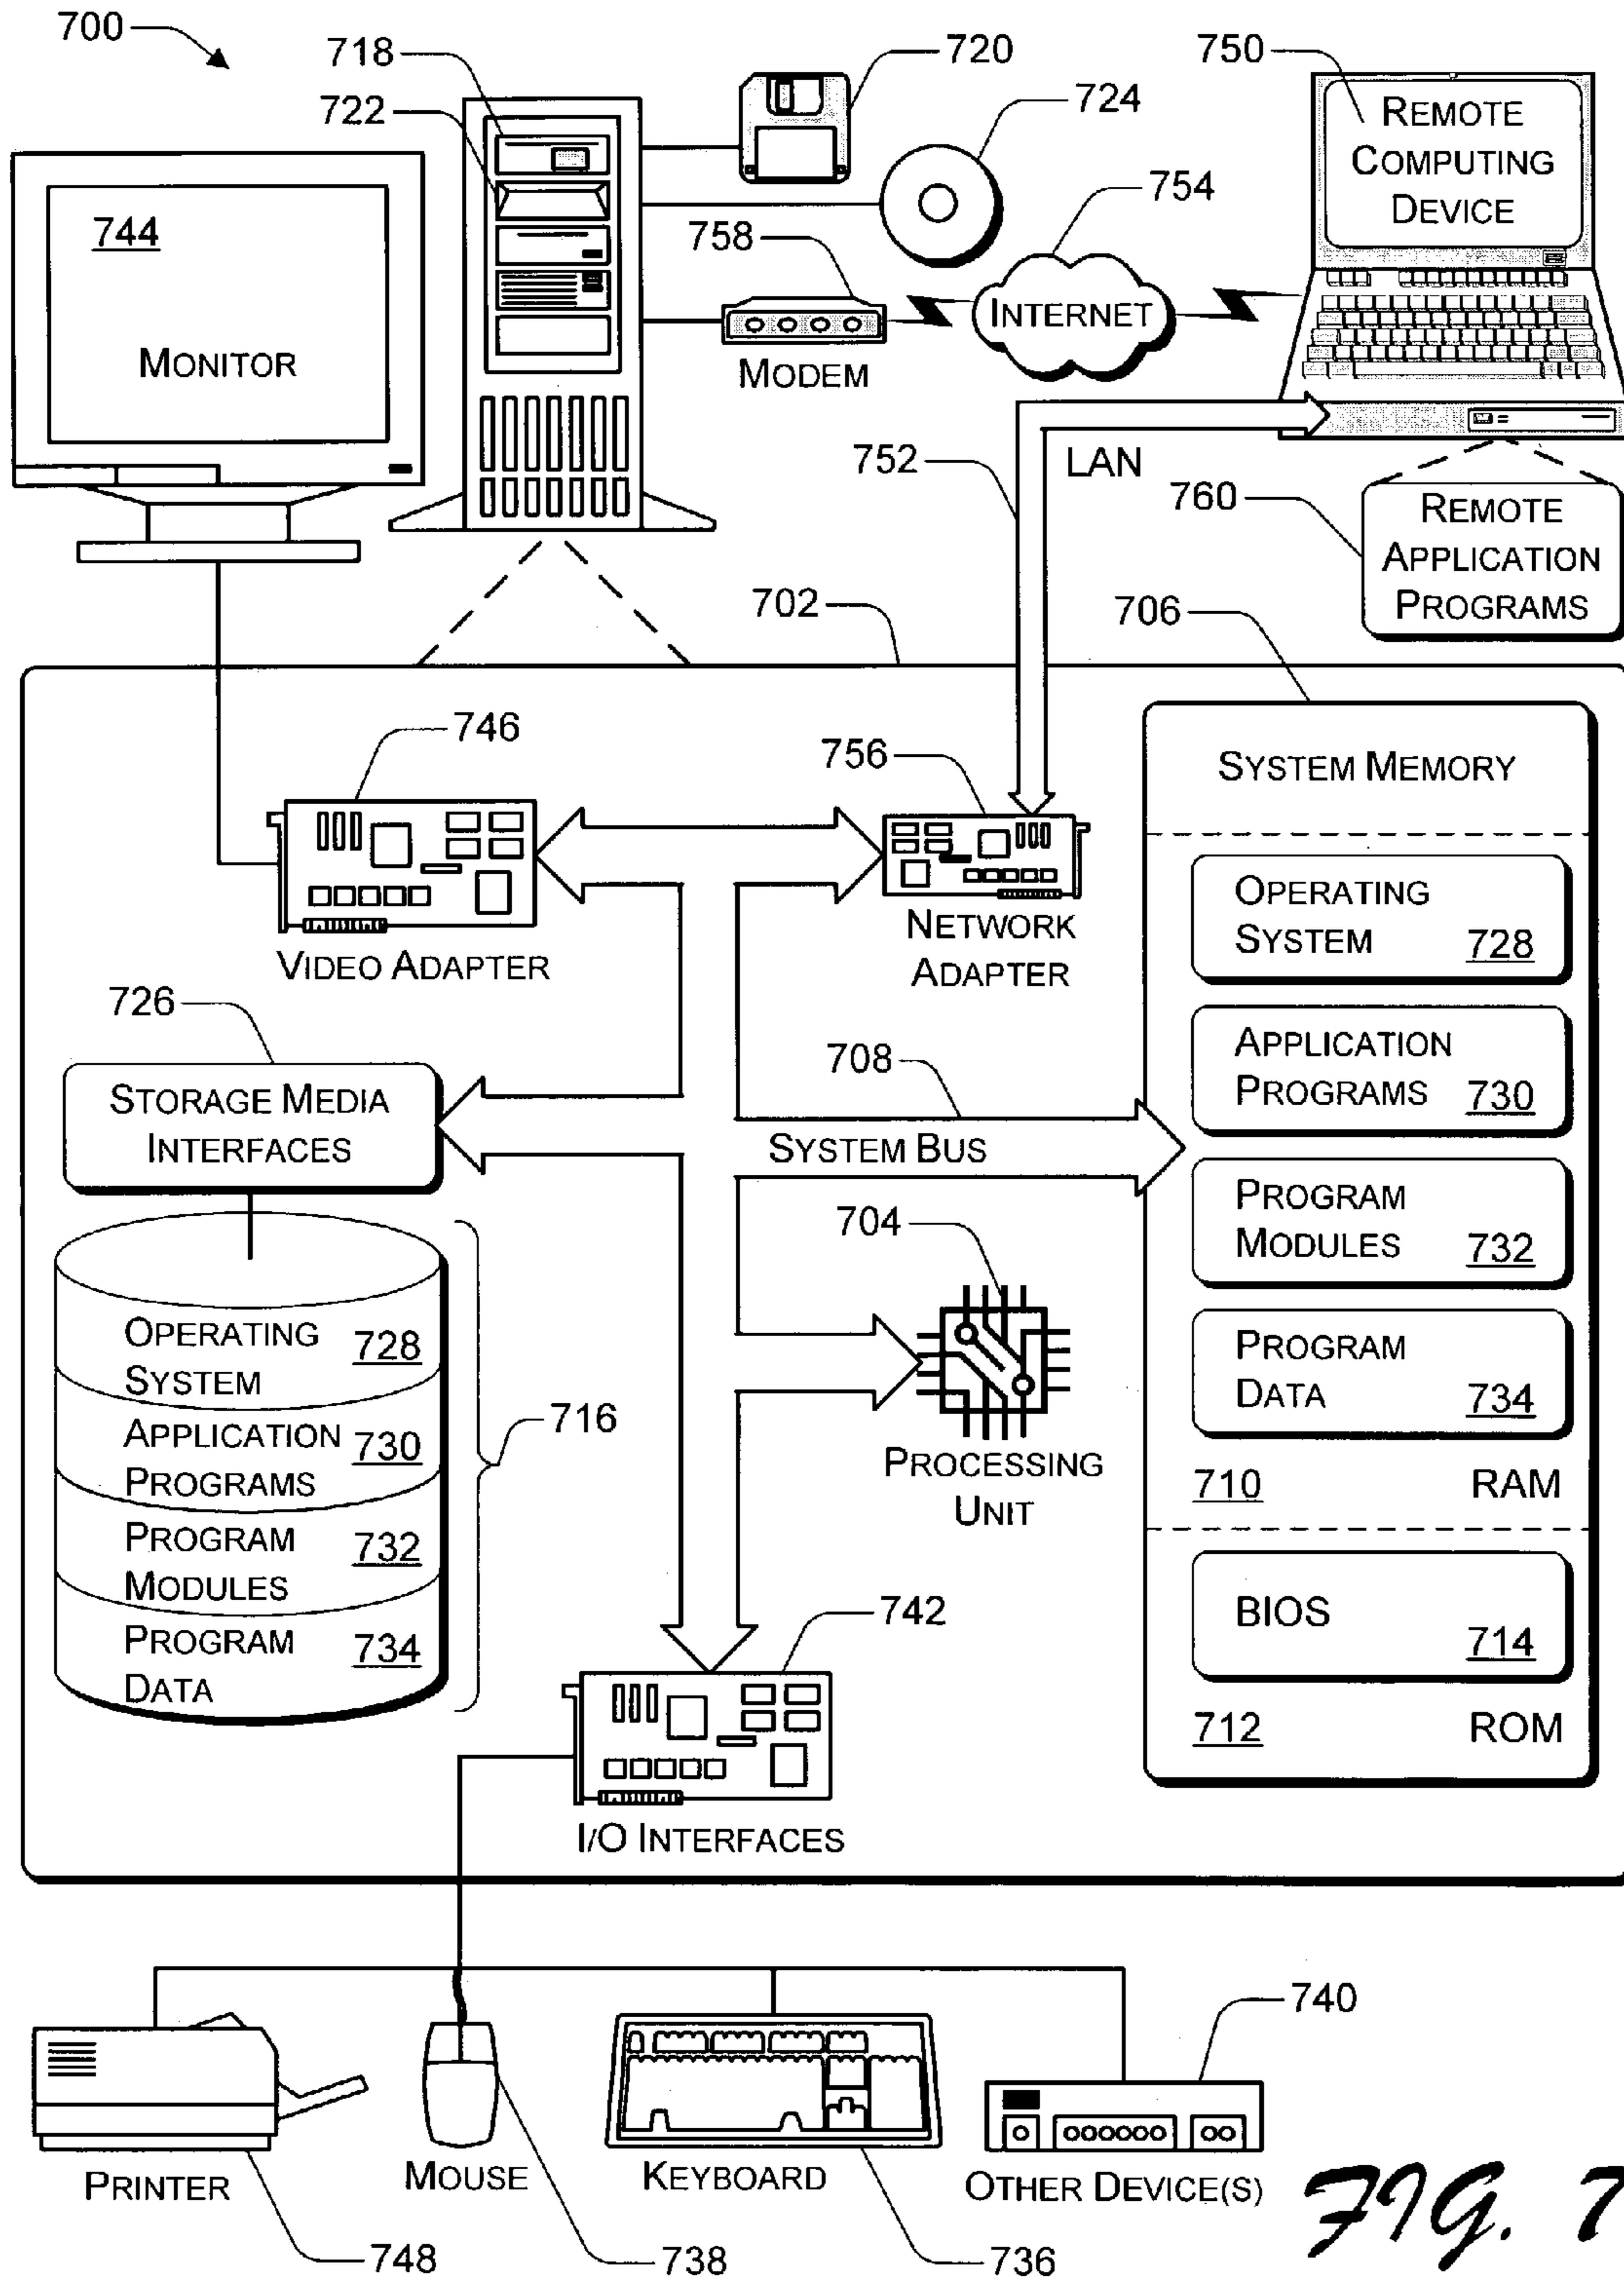 700
718
722
720
724
750
REMOTE
COMPUTING
DEVICE
754
744
MONITOR
758
MODEM
INTERNET
752
LAN
760
REMOTE
APPLICATION
PROGRAMS
702
706
746
756
SYSTEM MEMORY
VIDEO ADAPTER
NETWORK
ADAPTER
OPERATING
SYSTEM 728
726
STORAGE MEDIA
INTERFACES
708
SYSTEM BUS
APPLICATION
PROGRAMS 730
704
PROGRAM
MODULES 732
OPERATING
SYSTEM 728
APPLICATION
PROGRAMS 730
PROGRAM
MODULES 732
PROGRAM
DATA 734
716
PROCESSING
UNIT
PROGRAM
DATA 734
710 RAM
742
BIOS
714
712 ROM
I/O INTERFACES
740
PRINTER
MOUSE
KEYBOARD
OTHER DEVICE(S)
748
738
736
FIG. 7